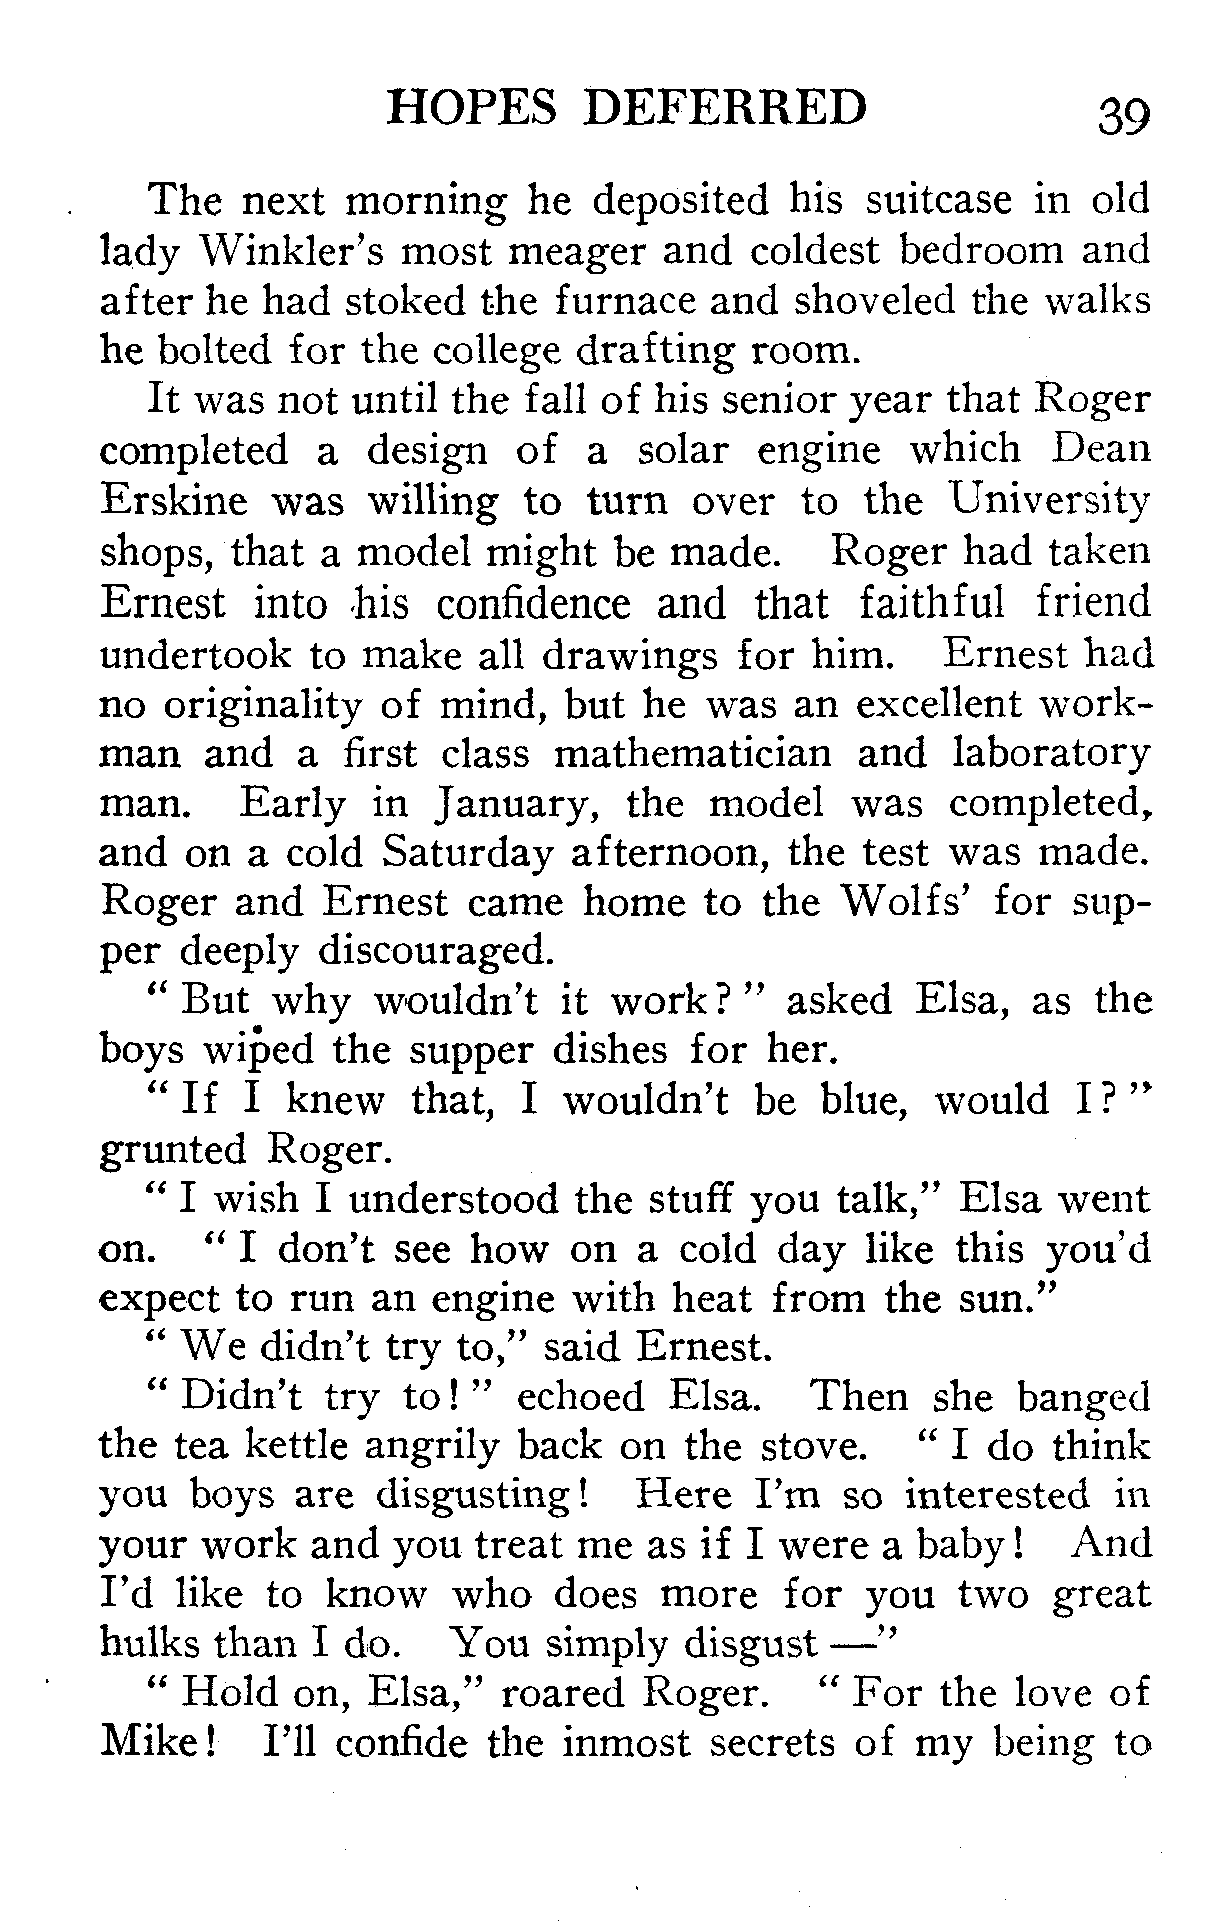 HOPES DEFERRED 39
The next morning he deposited his suitcase in old
lady Winkler's most meager and coldest bedroom and
after he had stoked the furnace and shoveled the walks
he bolted for the college drafting room.
It was not until the fall of his senior year that Roger
completed a design of a solar engine which Dean
Erskine was willing to turn over to the University
shops, that a model might be made. Roger had taken
Ernest into his confidence and that faithful friend
undertook to make all drawings for him. Ernest had
no originality of mind, but he was an excellent work-
man and a first class mathematician and laboratory
man. Early in January, the model was completed,
and on a cold Saturday afternoon, the test was made.
Roger and Ernest came home to the Wolfs' for sup-
per deeply discouraged.
" But why wouldn't it work? " asked Elsa, as the
boys wiped the supper dishes for her.
" If I knew that, I wouldn't be blue, would I? "
grunted Roger.
" I wish I understood the stuff you talk," Elsa went
on. " I don't see how on a cold day like this you'd
expect to run an engine with heat from the sun."
" We didn't try to," said Ernest.
" Didn't try to! " echoed Elsa. Then she banged
the tea kettle angrily back on the stove. " I do think
you boys are disgusting! Here I'm so interested in
your work and you treat me as if I were a baby! And
I'd like to know who does more for you two great
hulks than I do. You simply disgust —"
" Hold on, Elsa," roared Roger. " For the love of
Mike! I'll confide the inmost secrets of my being to